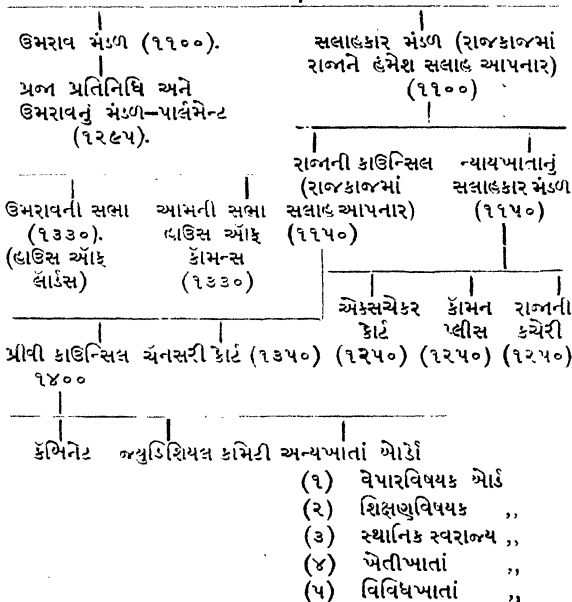 ઉમરાવ મંડળ (૧૧૦૦).
સલાહકાર મંડળ (રાજકાજમાં
રાજાને હંમેશ સલાહ આપનાર)
(૧૧૦૦)
પ્રજા પ્રતિનિધિ અને
ઉમરાવનું મંડળ–પાર્લમેન્ટ
(૧૨૯૫).
રાજાની કાઉન્સિલ
(રાજકાજમાં
સલાહ આપનાર)
(૧૧૫૦)
ન્યાયખાતાનું
સલાહકાર મંડળ
(૧૧૫૦)
ઉમરાવની સભા
(૧૩૩૦).
(હાઉસ ઑફ
લૉર્ડસ)
આમની સભા
હાઉસ ઑફ
કૉમન્સ
(૧૩૩૦)
એક્સચેકર
કોર્ટ
(૧૨૫૦)
કૉમન
પ્લીસ
(૧૨૫૦)
રાજાની
કચેરી
(૧૨૫૦)
પ્રીવી કાઉન્સિલ
૧૪૦૦
ચૅનસરી કોર્ટ (૧૩૫૦)
કૅબિનેટ
જ્યુડિશિયલ કમિટી
અન્યખાતાં બોર્ડો
(૧) વેપારવિષયક બોર્ડ
(૨) શિક્ષણવિષયક ,,
(૩) સ્થાનિક સ્વરાજ્ય ,,
(૪) ખેતીખાતાં ,,
(૫) વિવિધખાતાં ,,